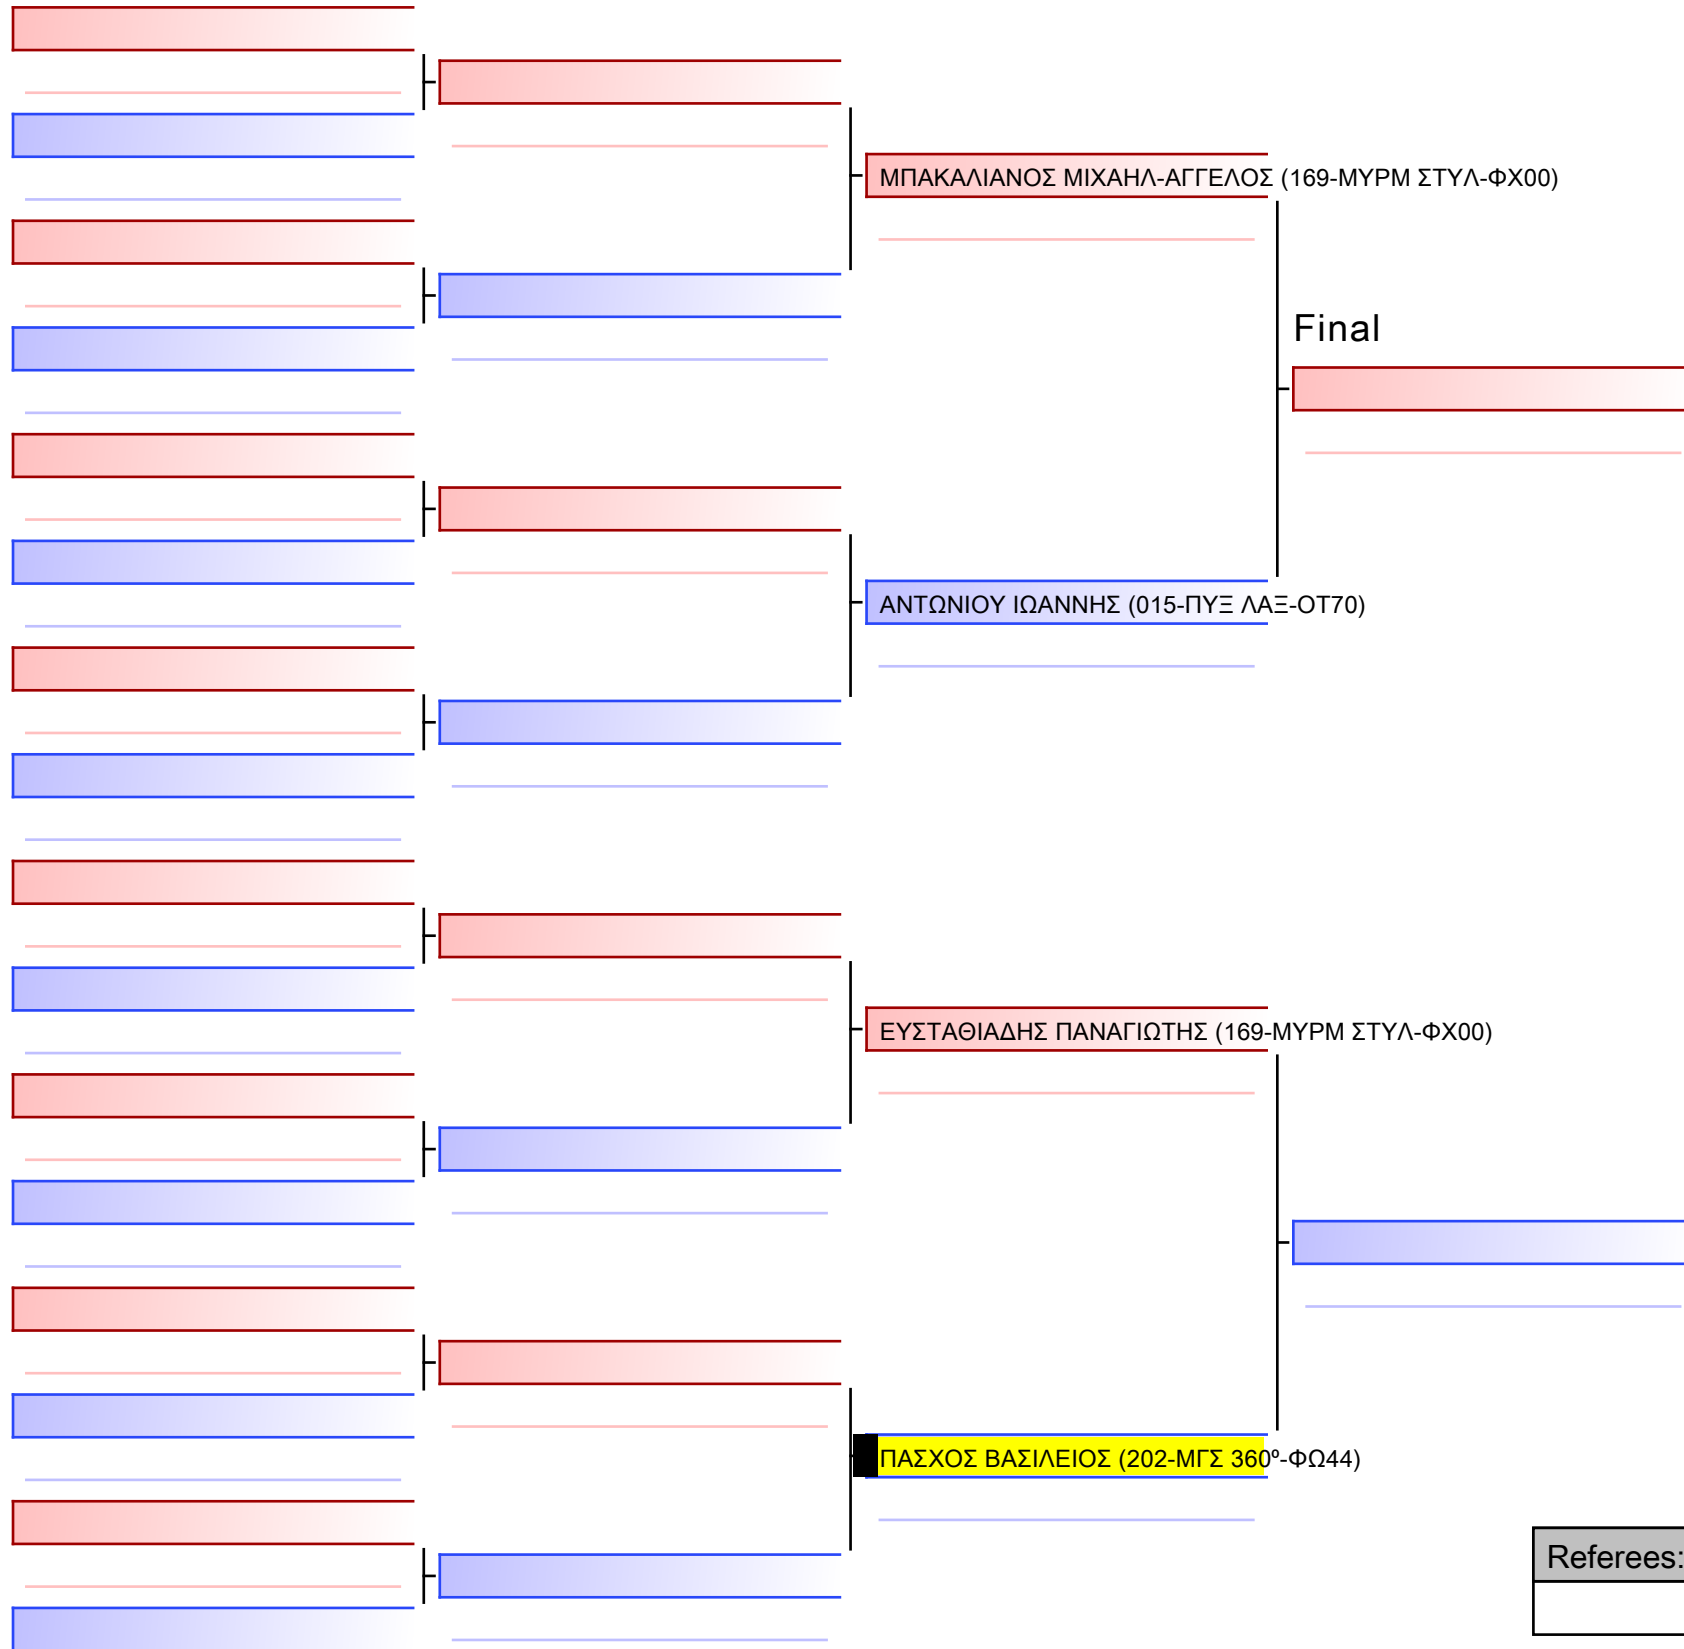 ΜΠΑΚΑΛΙΑΝΟΣ ΜΙΧΑΗΛ-ΑΓΓΕΛΟΣ (169-ΜΥΡΜ ΣΤΥΛ-ΦΧ00)
Final
ΑΝΤΩΝΙΟΥ ΙΩΑΝΝΗΣ (015-ΠΥΞ ΛΑΞ-ΟΤ70)
ΕΥΣΤΑΘΙΑΔΗΣ ΠΑΝΑΓΙΩΤΗΣ (169-ΜΥΡΜ ΣΤΥΛ-ΦΧ00)
ΠΑΣΧΟΣ ΒΑΣΙΛΕΙΟΣ (202-ΜΓΣ 360º-ΦΩ44)
Referees: